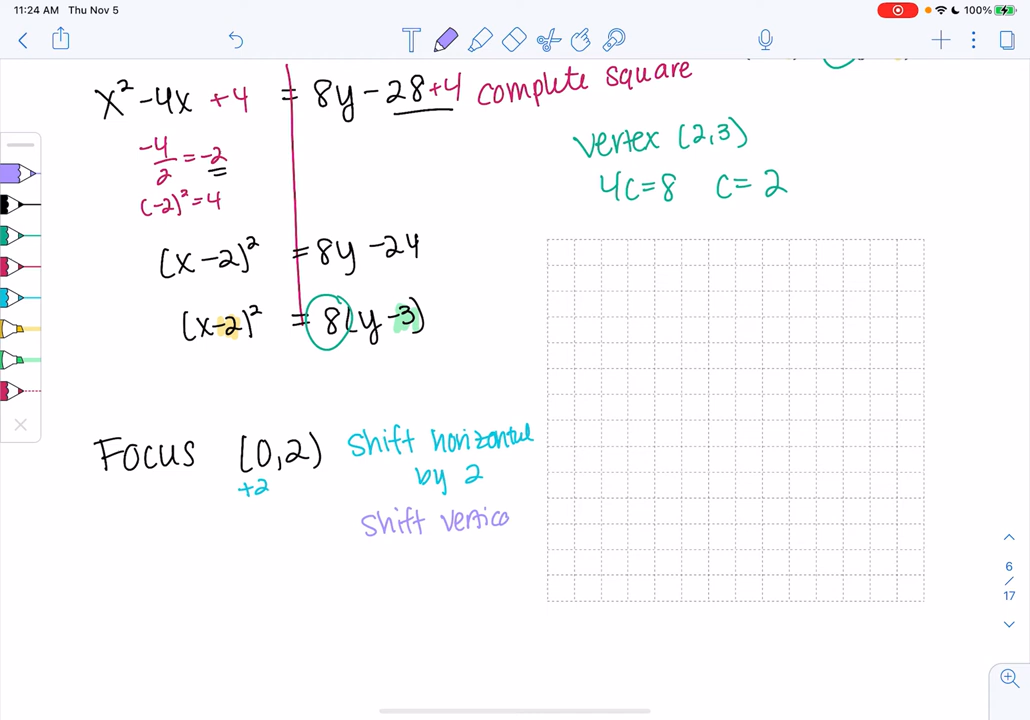 11:24 AM Thu Nov 5
100%
x² -4x +4 = 8y - 28 +4 complete square
-4/2 = -2
(-2)² = 4
vertex (2,3)
4c=8 c= 2
(x -2)² = 8y -24
(x-2)² = 8(y -3)
Focus (0,2) shift horizontal
+2 by 2
shift vertica
6
/
17